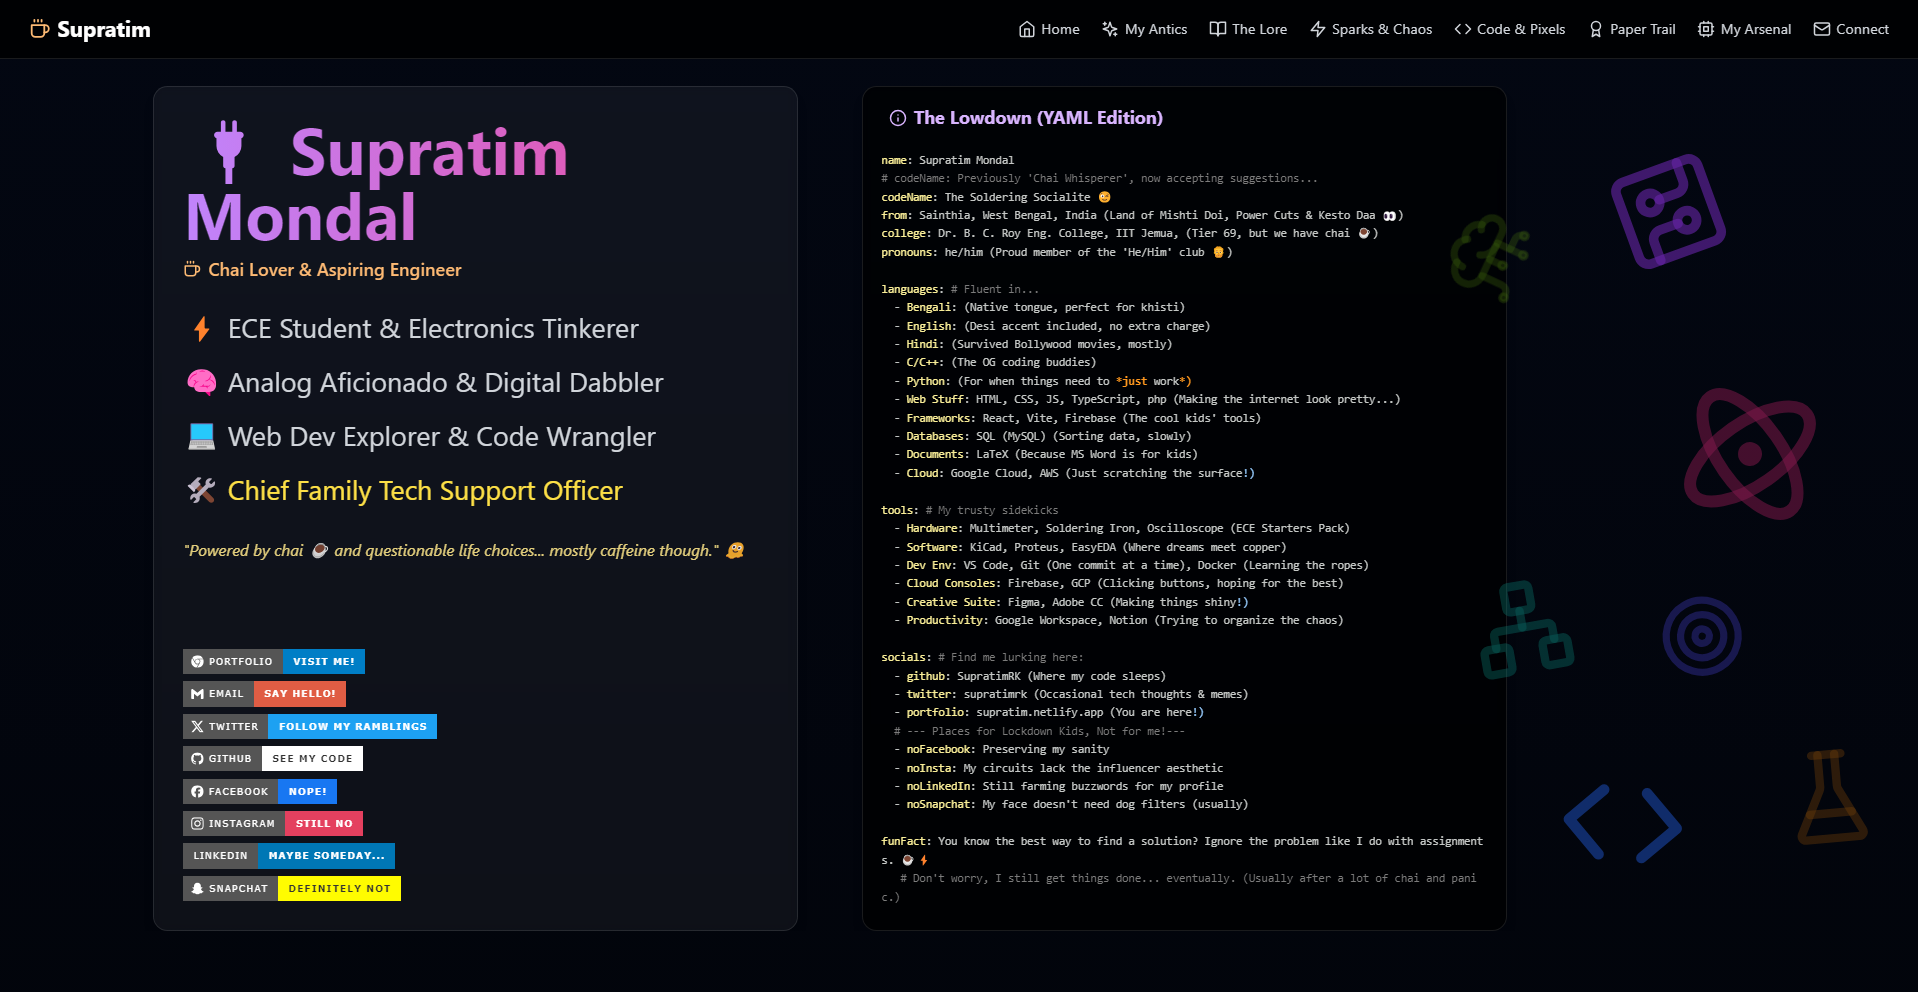 Supratim
Home
My Antics
The Lore
Sparks & Chaos
Code & Pixels
Paper Trail
My Arsenal
Connect
Supratim
Mondal
Chai Lover & Aspiring Engineer
ECE Student & Electronics Tinkerer
Analog Aficionado & Digital Dabbler
Web Dev Explorer & Code Wrangler
Chief Family Tech Support Officer
"Powered by chai ☕ and questionable life choices... mostly caffeine though." 🫠
PORTFOLIO VISIT ME!
EMAIL SAY HELLO!
TWITTER FOLLOW MY RAMBLINGS
GITHUB SEE MY CODE
FACEBOOK NOPE!
INSTAGRAM STILL NO
LINKEDIN MAYBE SOMEDAY...
SNAPCHAT DEFINITELY NOT
The Lowdown (YAML Edition)
name: Supratim Mondal
# codeName: Previously 'Chai Whisperer', now accepting suggestions...
codeName: The Soldering Socialite 😉
from: Sainthia, West Bengal, India (Land of Mishti Doi, Power Cuts & Kesto Daa 👀)
college: Dr. B. C. Roy Eng. College, IIT Jemua, (Tier 69, but we have chai ☕)
pronouns: he/him (Proud member of the 'He/Him' club ✊)
languages: # Fluent in...
- Bengali: (Native tongue, perfect for khisti)
- English: (Desi accent included, no extra charge)
- Hindi: (Survived Bollywood movies, mostly)
- C/C++: (The OG coding buddies)
- Python: (For when things need to *just work*)
- Web Stuff: HTML, CSS, JS, TypeScript, php (Making the internet look pretty...)
- Frameworks: React, Vite, Firebase (The cool kids' tools)
- Databases: SQL (MySQL) (Sorting data, slowly)
- Documents: LaTeX (Because MS Word is for kids)
- Cloud: Google Cloud, AWS (Just scratching the surface!)
tools: # My trusty sidekicks
- Hardware: Multimeter, Soldering Iron, Oscilloscope (ECE Starters Pack)
- Software: KiCad, Proteus, EasyEDA (Where dreams meet copper)
- Dev Env: VS Code, Git (One commit at a time), Docker (Learning the ropes)
- Cloud Consoles: Firebase, GCP (Clicking buttons, hoping for the best)
- Creative Suite: Figma, Adobe CC (Making things shiny!)
- Productivity: Google Workspace, Notion (Trying to organize the chaos)
socials: # Find me lurking here:
- github: SupratimRK (Where my code sleeps)
- twitter: supratimrk (Occasional tech thoughts & memes)
- portfolio: supratim.netlify.app (You are here!)
# --- Places for Lockdown Kids, Not for me!---
- noFacebook: Preserving my sanity
- noInsta: My circuits lack the influencer aesthetic
- noLinkedIn: Still farming buzzwords for my profile
- noSnapchat: My face doesn't need dog filters (usually)
funFact: You know the best way to find a solution? Ignore the problem like I do with assignment
s. ☕⚡
# Don't worry, I still get things done... eventually. (Usually after a lot of chai and pani
c.)